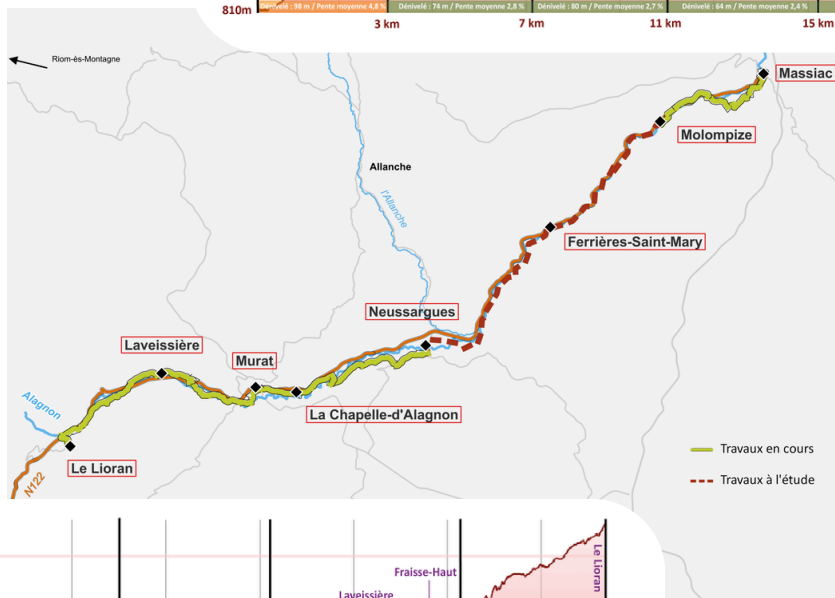 810m
Dénivelé : 98 m / Pente moyenne 4,8 %
Dénivelé : 74 m / Pente moyenne 2,8 %
Dénivelé : 80 m / Pente moyenne 2,7 %
Dénivelé : 64 m / Pente moyenne 2,4 %
3 km
7 km
11 km
15 km
Riom-ès-Montagne
Massiac
Molompize
Allanche
l'Allanche
Ferrières-Saint-Mary
Neussargues
Laveissière
Murat
La Chapelle-d'Alagnon
Alagnon
Le Lioran
N122
Travaux en cours
Travaux à l'étude
Fraisse-Haut
Laveissière
Le Lioran